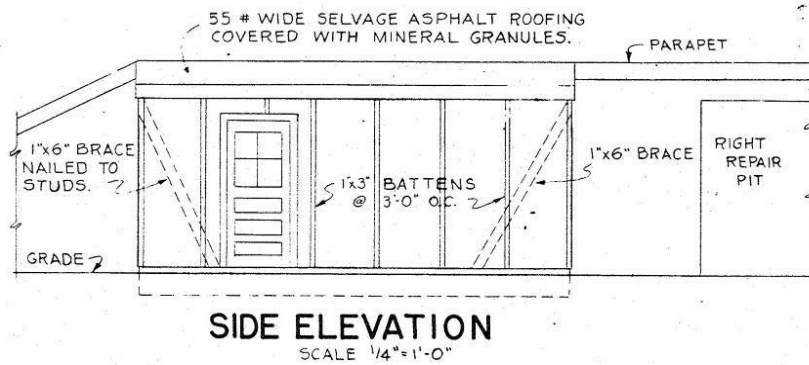 55 # WIDE SELVAGE ASPHALT ROOFING
COVERED WITH MINERAL GRANULES.
PARAPET
1"x6" BRACE
NAILED TO
STUDS.
1"x3" BATTENS
@ 3'-0" O.C.
1"x6" BRACE
RIGHT
REPAIR
PIT
GRADE
SIDE ELEVATION
SCALE 1/4"=1'-0"